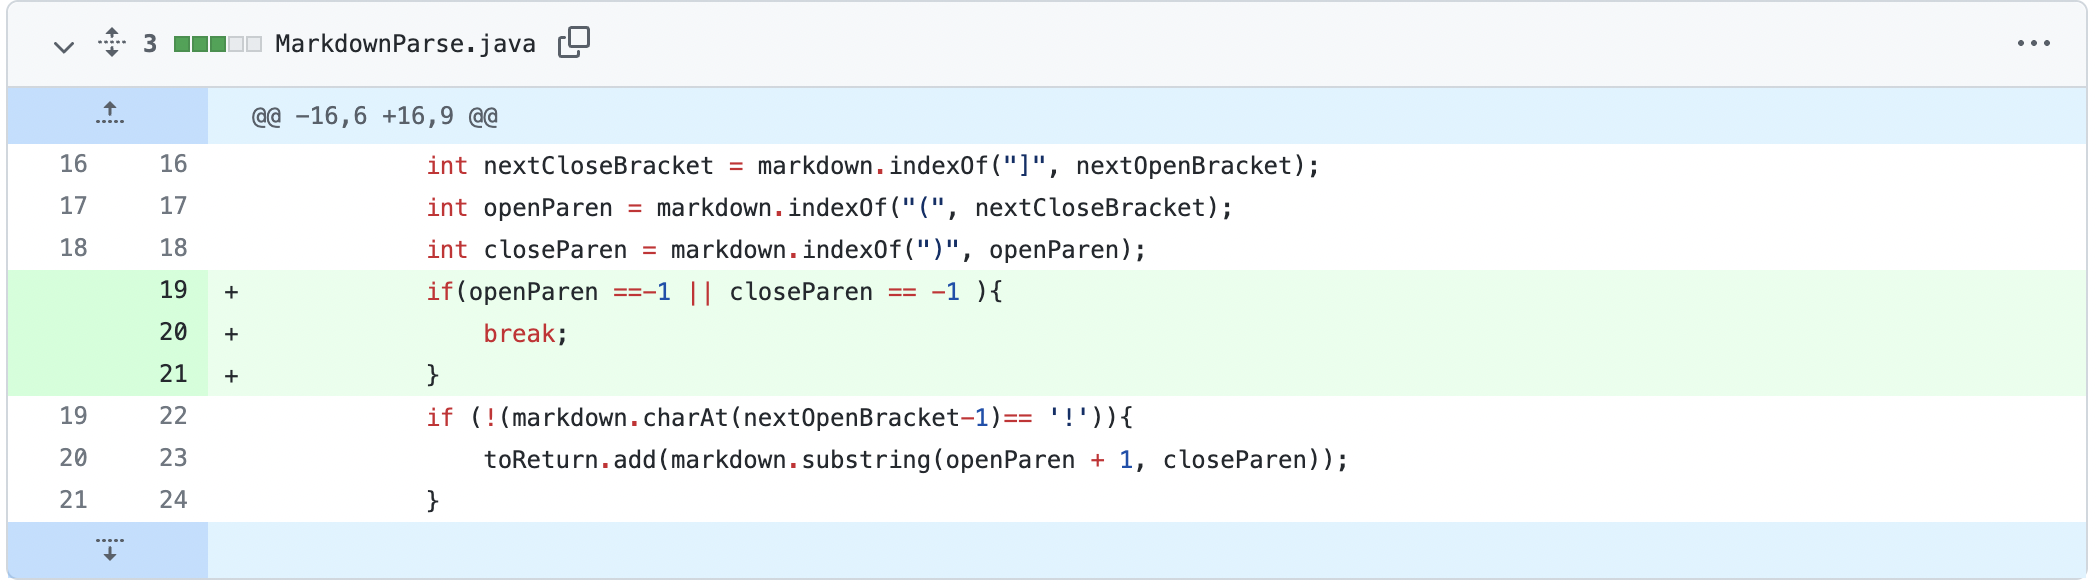 3 MarkdownParse.java
@@ -16,6 +16,9 @@
16 16 int nextCloseBracket = markdown.indexOf("]", nextOpenBracket);
17 17 int openParen = markdown.indexOf("(", nextCloseBracket);
18 18 int closeParen = markdown.indexOf(")", openParen);
19 + if(openParen ==-1 || closeParen == -1 ){
20 + break;
21 + }
19 22 if (!(markdown.charAt(nextOpenBracket-1)== '!')){
20 23 toReturn.add(markdown.substring(openParen + 1, closeParen));
21 24 }